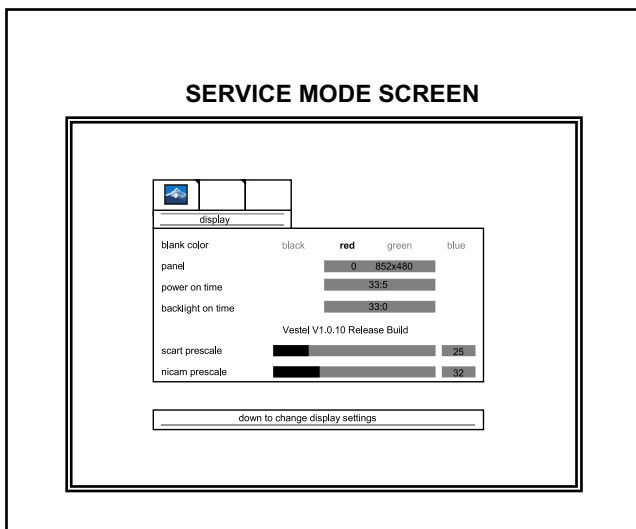 SERVICE MODE SCREEN
display
blank color black red green blue
panel 0 852x480
power on time 33:5
backlight on time 33:0
Vestel V1.0.10 Release Build
scart prescale 25
nicam prescale 32
down to change display settings